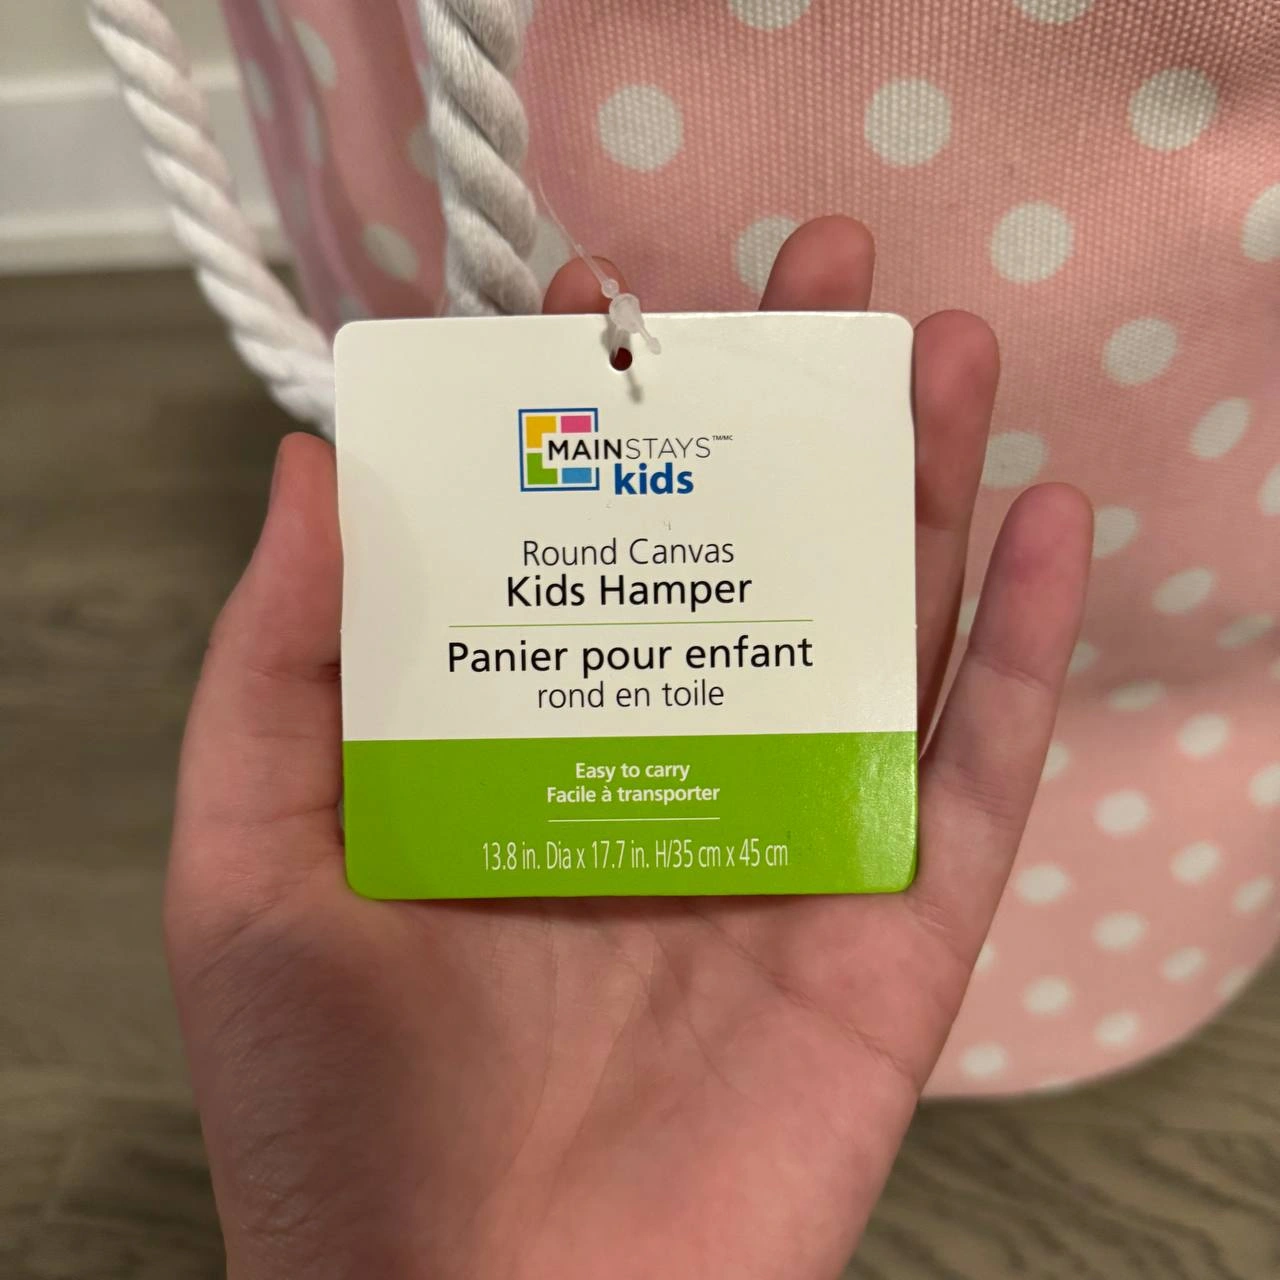 MAINSTAYS™/MC
kids
Round Canvas
Kids Hamper
Panier pour enfant
rond en toile
Easy to carry
Facile à transporter
13.8 in. Dia x 17.7 in. H/35 cm x 45 cm